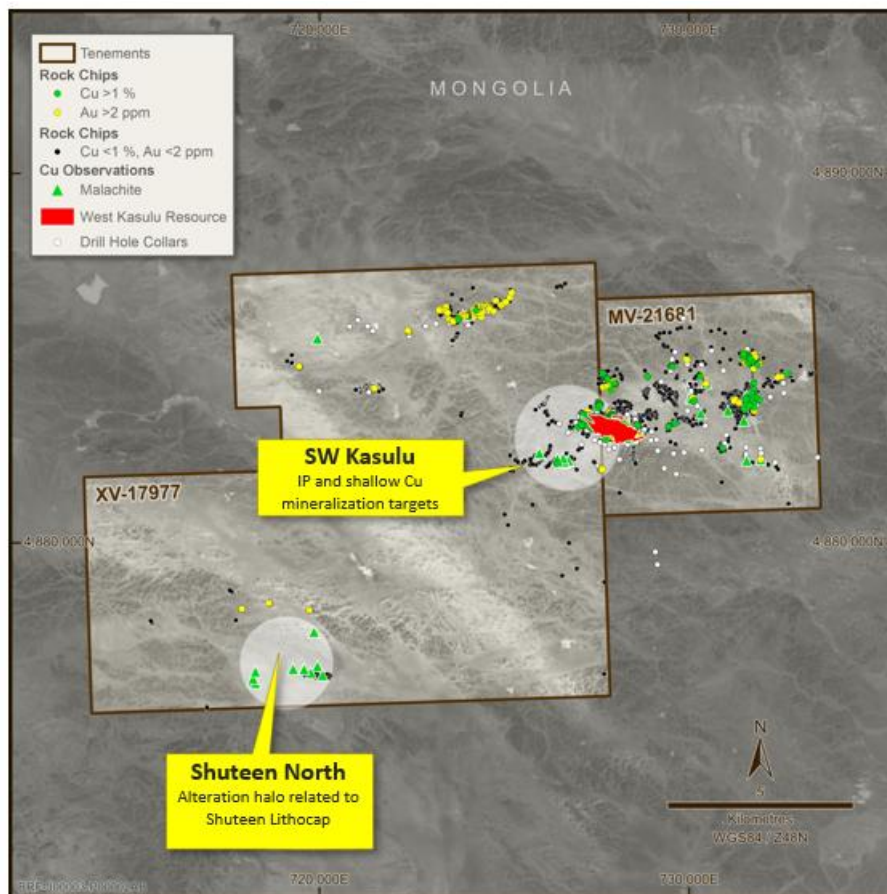 720,000E
730,000E
Tenements
Rock Chips
Cu >1 %
Au >2 ppm
Rock Chips
Cu <1 %, Au <2 ppm
Cu Observations
Malachite
West Kasulu Resource
Drill Hole Collars
MONGOLIA
4,890,000N
4,890,000N
MV-21681
SW Kasulu
IP and shallow Cu
mineralization targets
XV-17977
4,880,000N
4,880,000N
Shuteen North
Alteration halo related to
Shuteen Lithocap
N
5
Kilometres
WGS84 / Z48N
720,000E
730,000E